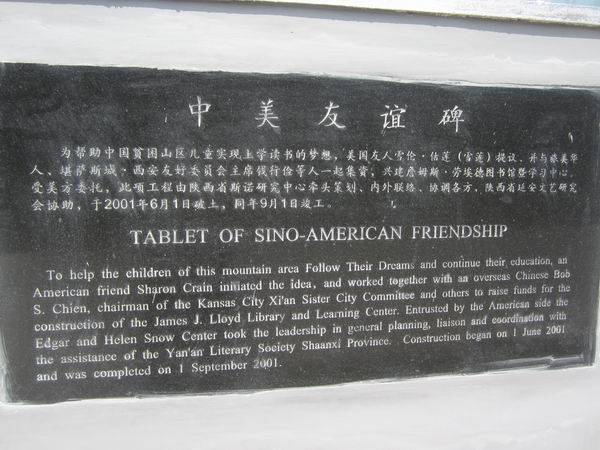 中美友谊碑
为帮助中国贫困山区儿童实现上学读书的梦想，美国友人雪伦·估莲（雪莲）提议，并与旅美华
人、堪萨斯城·西安友好委员会主席钱行俭等人一起集资，兴建詹姆斯·劳埃德图书馆暨学习中心。
受美方委托，此项工程由陕西省斯诺研究中心牵头策划、内外联络、协调各方，陕西省延安文艺研究
会协助，于2001年6月1日破土，同年9月1日竣工。
TABLET OF SINO-AMERICAN FRIENDSHIP
To help the children of this mountain area Follow Their Dreams and continue their education, an
American friend Sharon Crain initiated the idea, and worked together with an overseas Chinese Bob
S. Chien, chairman of the Kansas City Xi'an Sister City Committee and others to raise funds for the
construction of the James J. Lloyd Library and Learning Center. Entrusted by the American side the
Edgar and Helen Snow Center took the leadership in general planning, liaison and coordination with
the assistance of the Yan'an Literary Society Shaanxi Province. Construction began on 1 June 2001
and was completed on 1 September 2001.